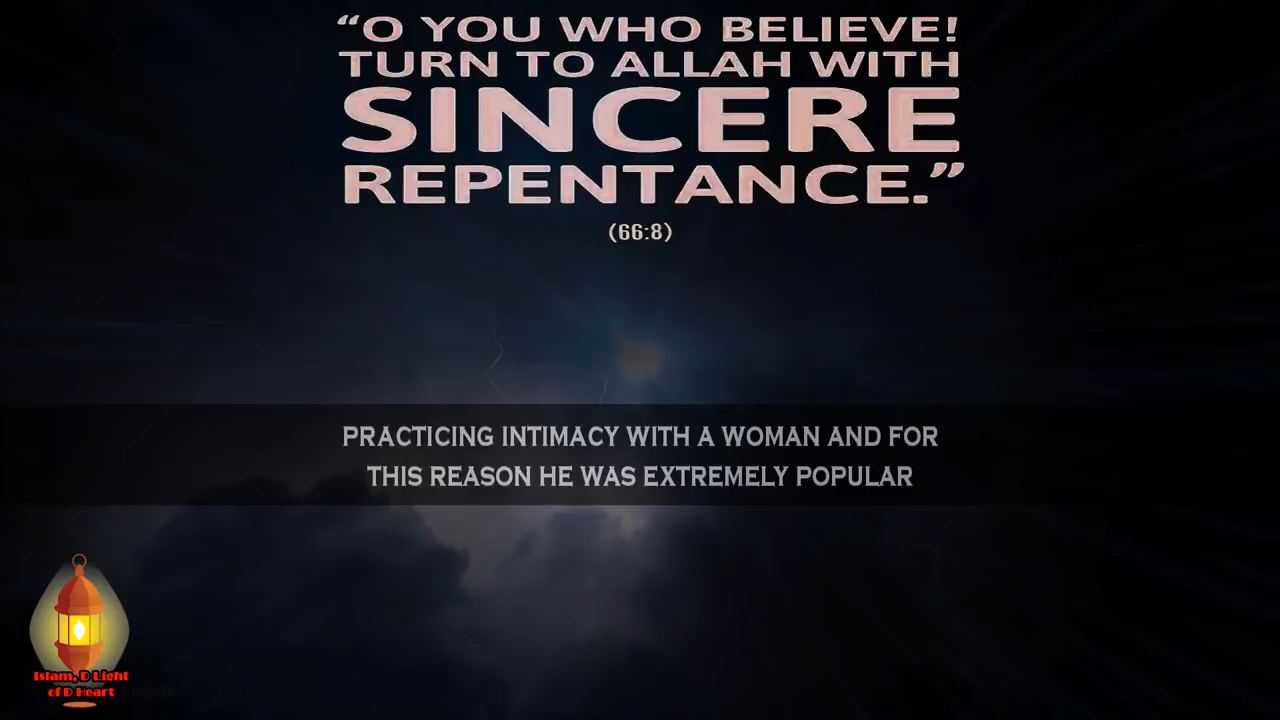 “O YOU WHO BELIEVE!
TURN TO ALLAH WITH
SINCERE
REPENTANCE.”
(66:8)
PRACTICING INTIMACY WITH A WOMAN AND FOR
THIS REASON HE WAS EXTREMELY POPULAR
Islam, D Light
of D Heart